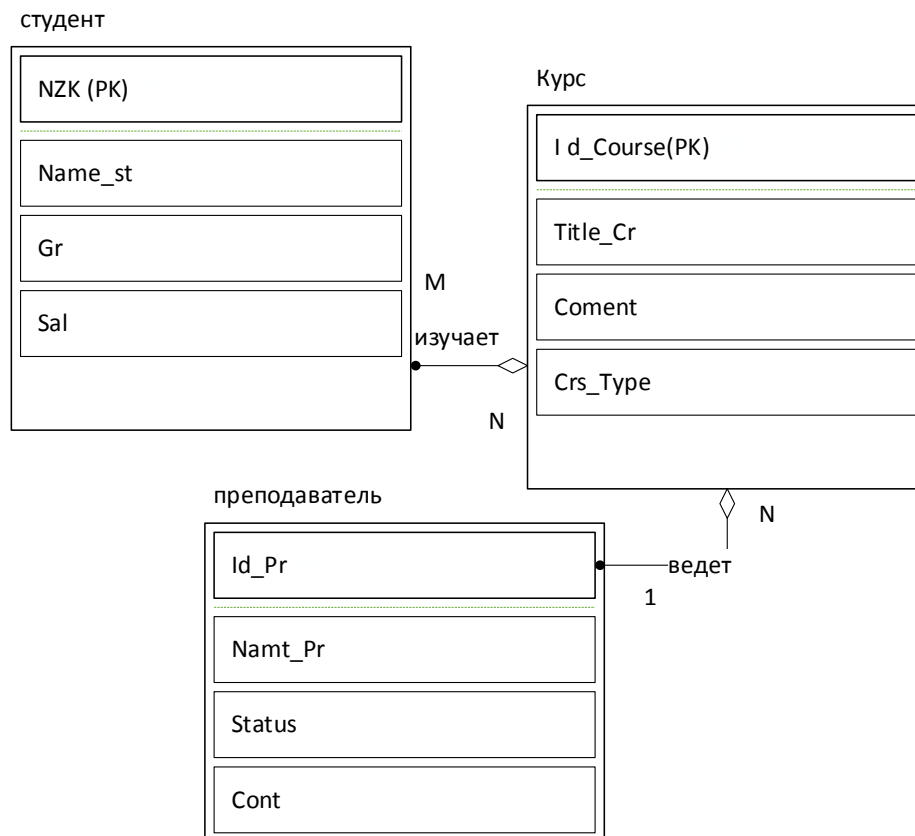 студент
NZK (PK)
Name_st
Gr
Sal
Курс
I d_Course(PK)
Title_Cr
Coment
Crs_Type
M
изучает
N
преподаватель
Id_Pr
Namt_Pr
Status
Cont
N
ведет
1